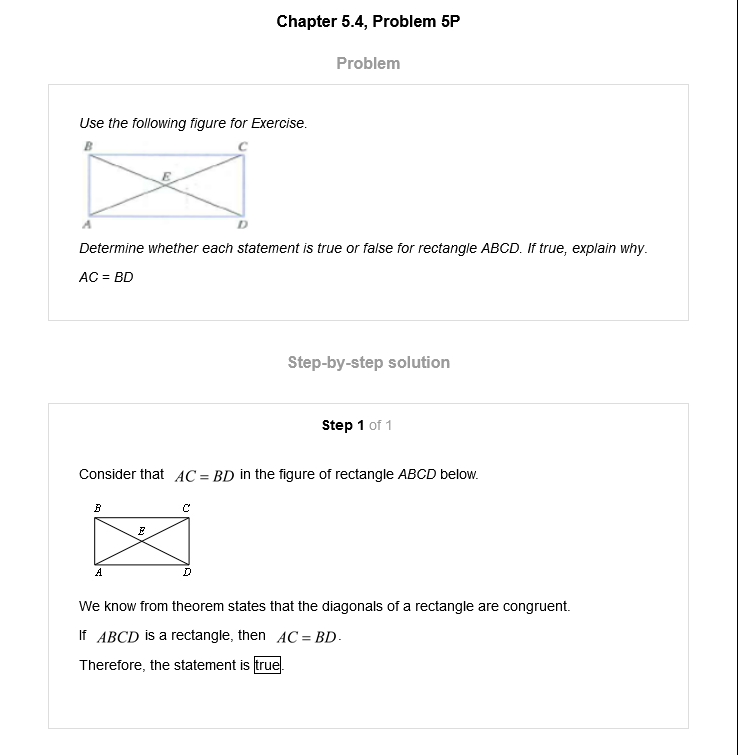 Chapter 5.4, Problem 5P
Problem
Use the following figure for Exercise.
B C
E
A D
Determine whether each statement is true or false for rectangle ABCD. If true, explain why.
AC = BD
Step-by-step solution
Step 1 of 1
Consider that AC = BD in the figure of rectangle ABCD below.
B C
E
A D
We know from theorem states that the diagonals of a rectangle are congruent.
If ABCD is a rectangle, then AC = BD.
Therefore, the statement is true.